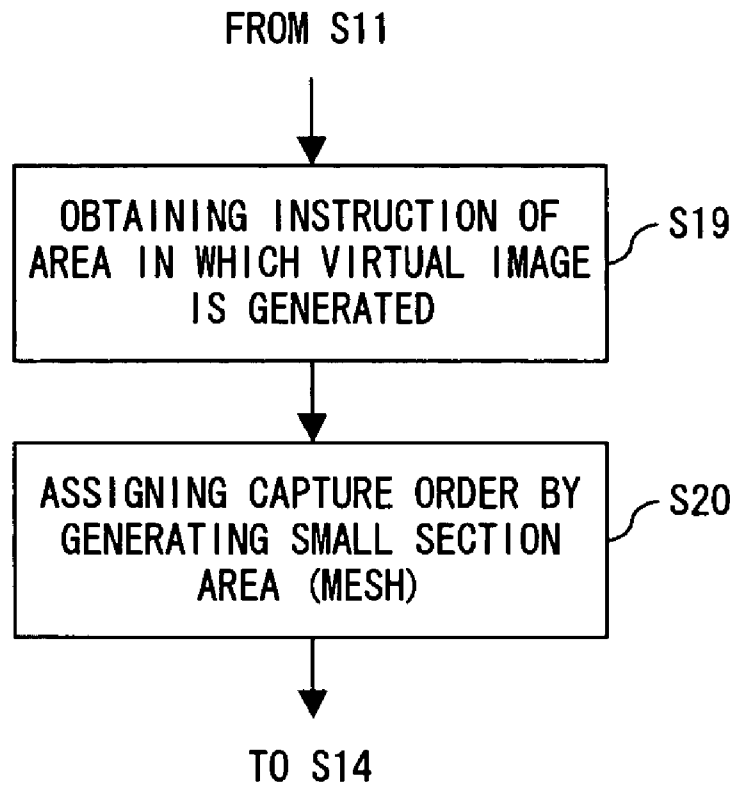 FROM S11
OBTAINING INSTRUCTION OF
AREA IN WHICH VIRTUAL IMAGE
IS GENERATED
S19
ASSIGNING CAPTURE ORDER BY
GENERATING SMALL SECTION
AREA (MESH)
S20
TO S14